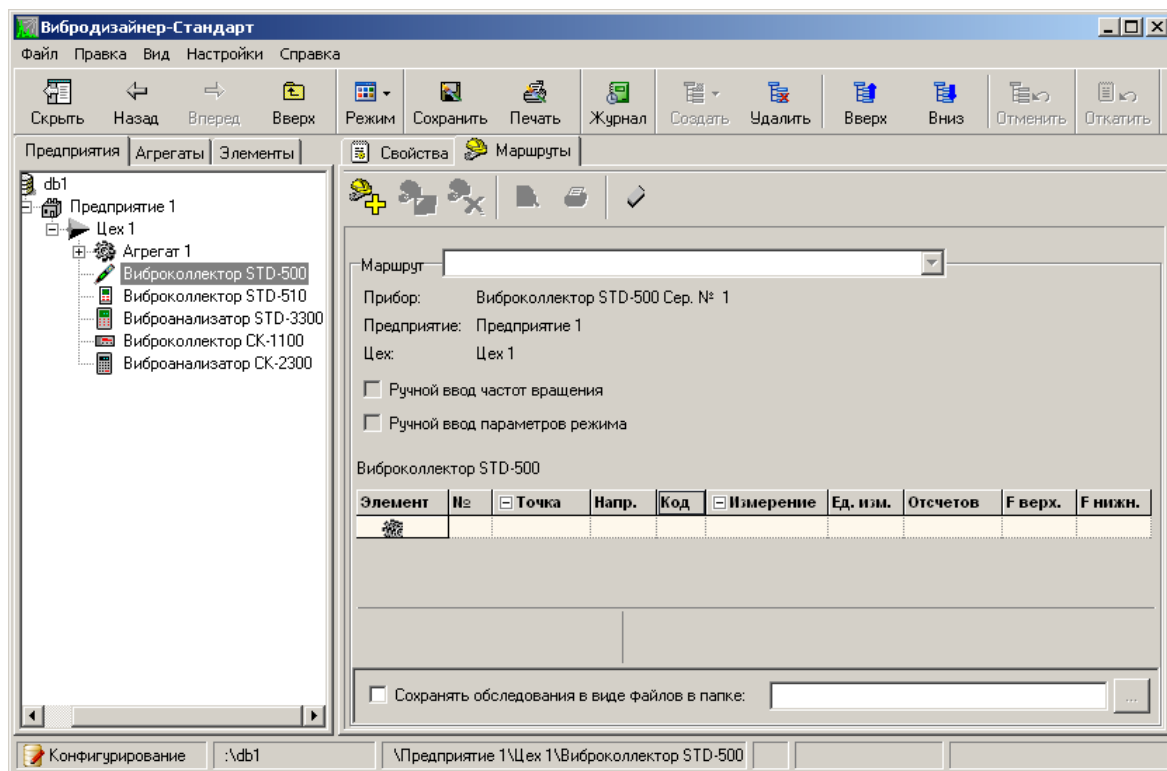 Вибродизайнер-Стандарт
Файл Правка Вид Настройки Справка
Скрыть Назад Вперед Вверх Режим Сохранить Печать Журнал Создать Удалить Вверх Вниз Отменить Откатить
Предприятия Агрегаты Элементы
Свойства Маршруты
db1
Предприятие 1
Цех 1
Агрегат 1
Виброколлектор STD-500
Виброколлектор STD-510
Виброанализатор STD-3300
Виброколлектор СК-1100
Виброанализатор СК-2300
Маршрут
Прибор: Виброколлектор STD-500 Сер. № 1
Предприятие: Предприятие 1
Цех: Цех 1
Ручной ввод частот вращения
Ручной ввод параметров режима
Виброколлектор STD-500
Элемент № Точка Напр. Код Измерение Ед. изм. Отсчетов F верх. F нижн.
Сохранять обследования в виде файлов в папке: ...
Конфигурирование :\db1 \Предприятие 1\Цех 1\Виброколлектор STD-500